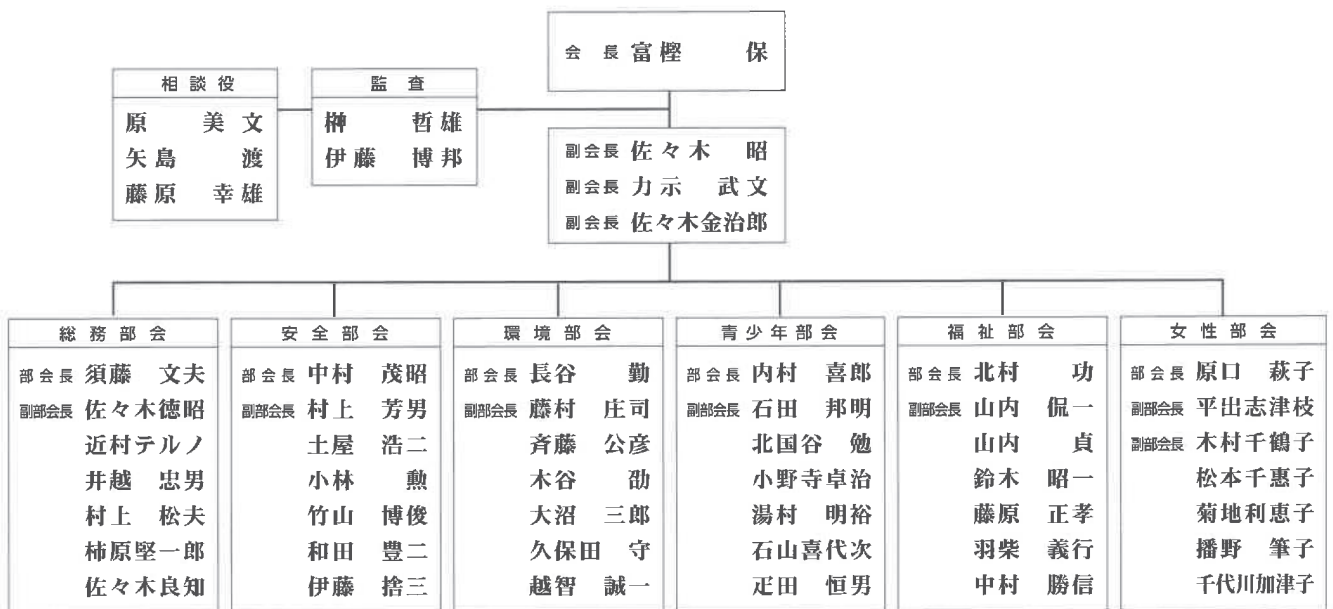 会長 富樫 保
相談役
原 美文
矢島 渡
藤原 幸雄
監査
榊 哲雄
伊藤 博邦
副会長 佐々木 昭
副会長 力示 武文
副会長 佐々木金治郎
総務部会
部会長 須藤 文夫
副部会長 佐々木徳昭
近村テルノ
井越 忠男
村上 松夫
柿原堅一郎
佐々木良知
安全部会
部会長 中村 茂昭
副部会長 村上 芳男
土屋 浩二
小林 勲
竹山 博俊
和田 豊二
伊藤 捨三
環境部会
部会長 長谷 勤
副部会長 藤村 庄司
斉藤 公彦
木谷 劭
大沼 三郎
久保田 守
越智 誠一
青少年部会
部会長 内村 喜郎
副部会長 石田 邦明
北国谷 勉
小野寺卓治
湯村 明裕
石山喜代次
疋田 恒男
福祉部会
部会長 北村 功
副部会長 山内 侃一
山内 貞
鈴木 昭一
藤原 正孝
羽柴 義行
中村 勝信
女性部会
部会長 原口 萩子
副部会長 平出志津枝
副部会長 木村千鶴子
松本千惠子
菊地利恵子
播野 筆子
千代川加津子